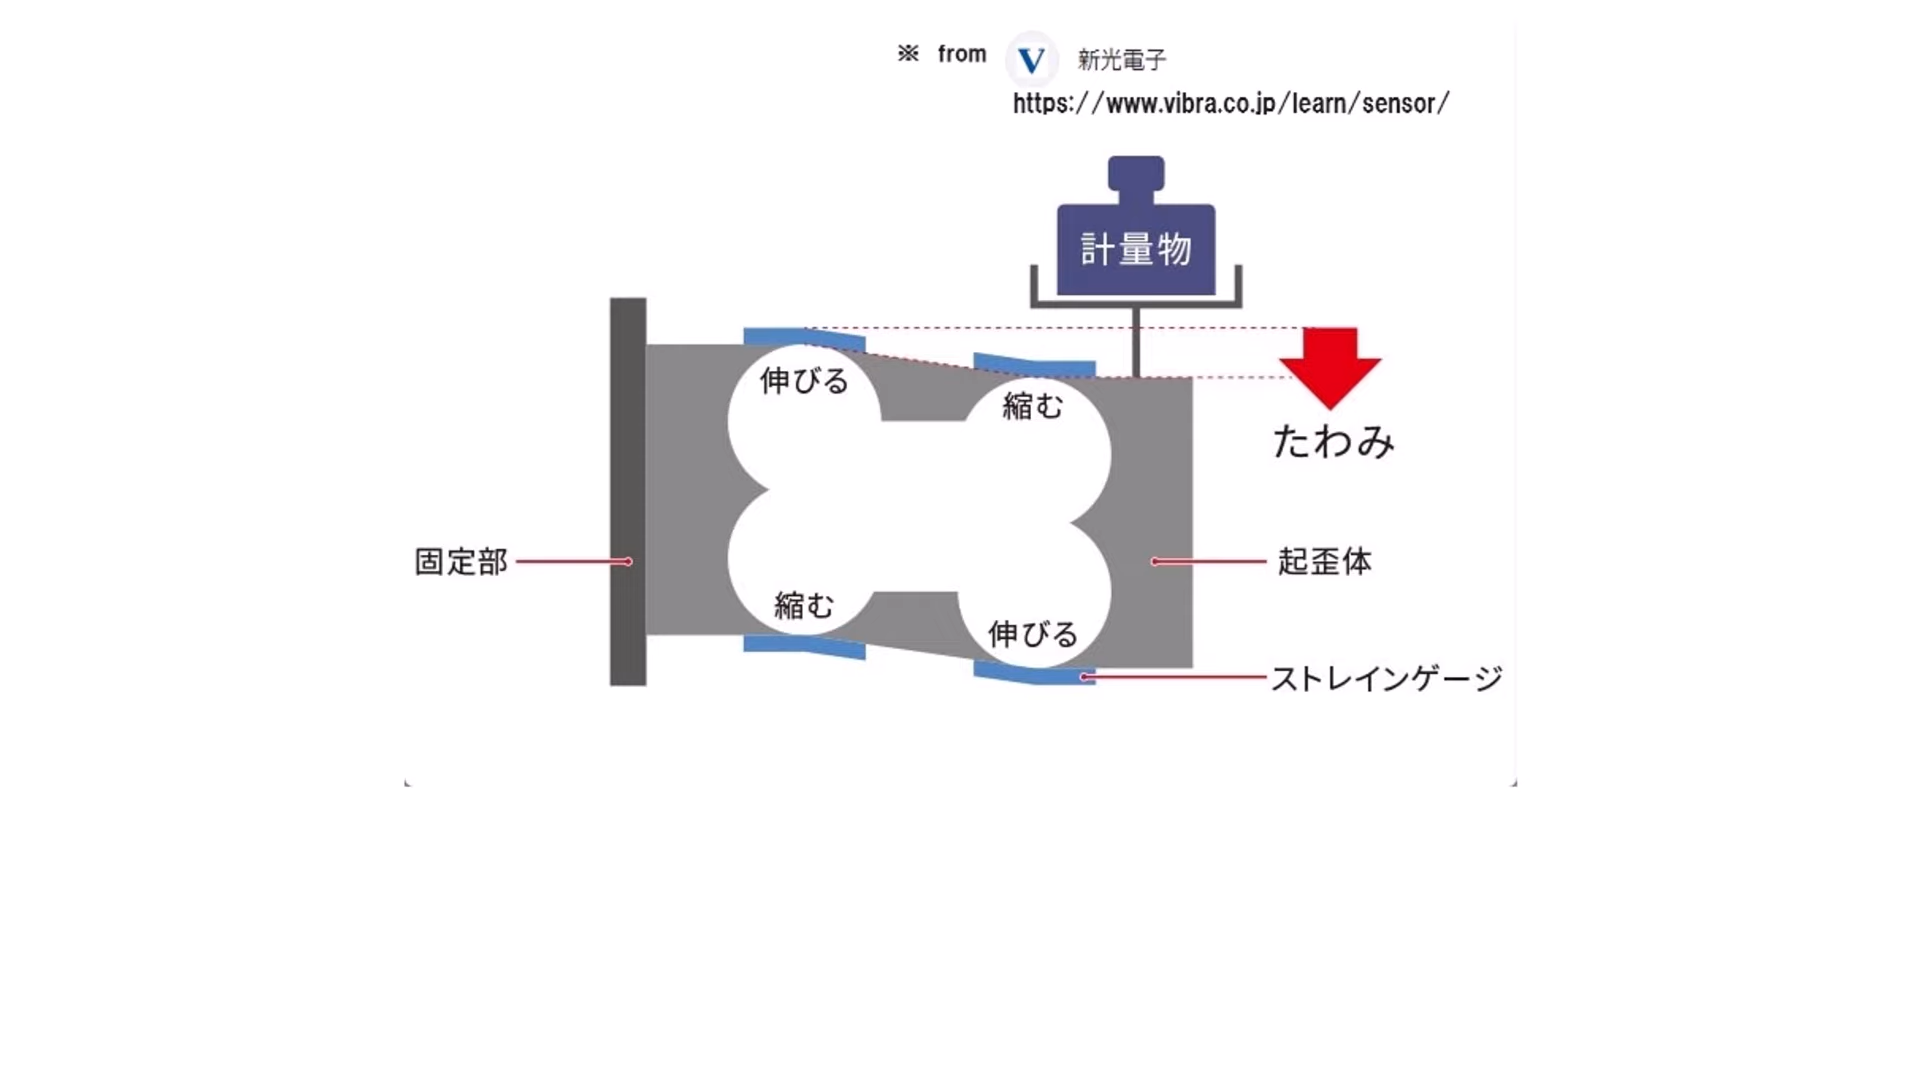 ※ from V 新光電子
https://www.vibra.co.jp/learn/sensor/
計量物
伸びる
縮む
たわみ
固定部
起歪体
縮む
伸びる
ストレインゲージ